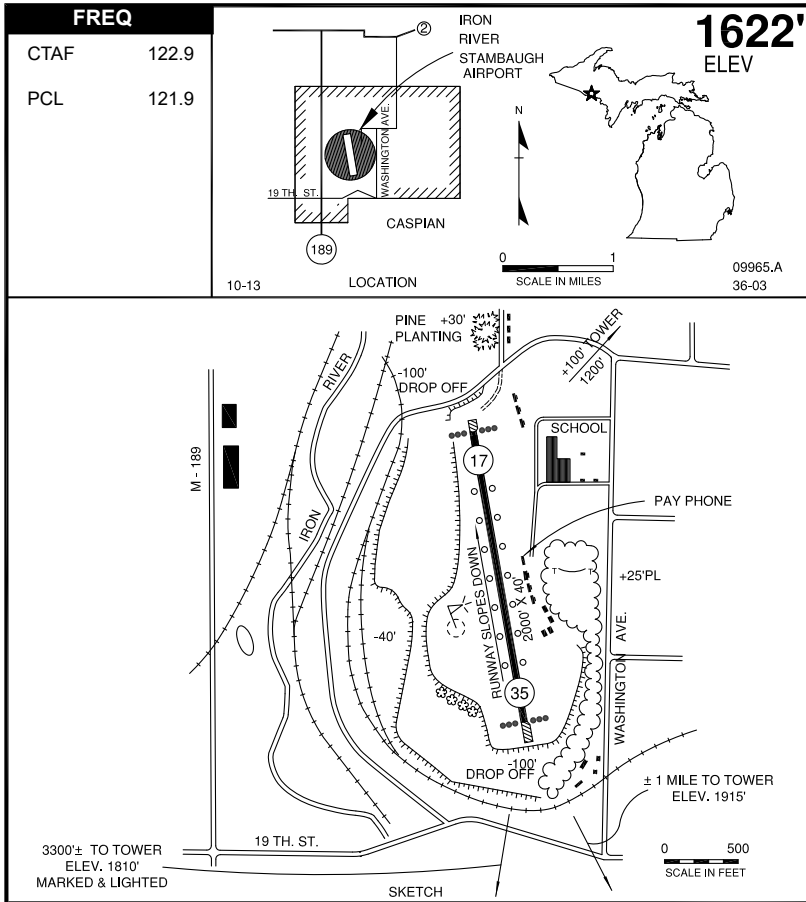 FREQ
CTAF 122.9
PCL 121.9
IRON
RIVER
STAMBAUGH
AIRPORT
2
WASHINGTON AVE.
19 TH. ST.
CASPIAN
189
10-13
LOCATION
1622'
ELEV
N
0 1
SCALE IN MILES
09965.A
36-03
PINE +30'
PLANTING
+100' TOWER
1200'
-100'
DROP OFF
RIVER
M - 189
SCHOOL
17
PAY PHONE
IRON
+25'PL
T T
RUNWAY SLOPES DOWN
2000' X 40'
-40'
WASHINGTON AVE.
35
-100'
DROP OFF
± 1 MILE TO TOWER
ELEV. 1915'
19 TH. ST.
3300'± TO TOWER
ELEV. 1810'
MARKED & LIGHTED
0 500
SCALE IN FEET
SKETCH